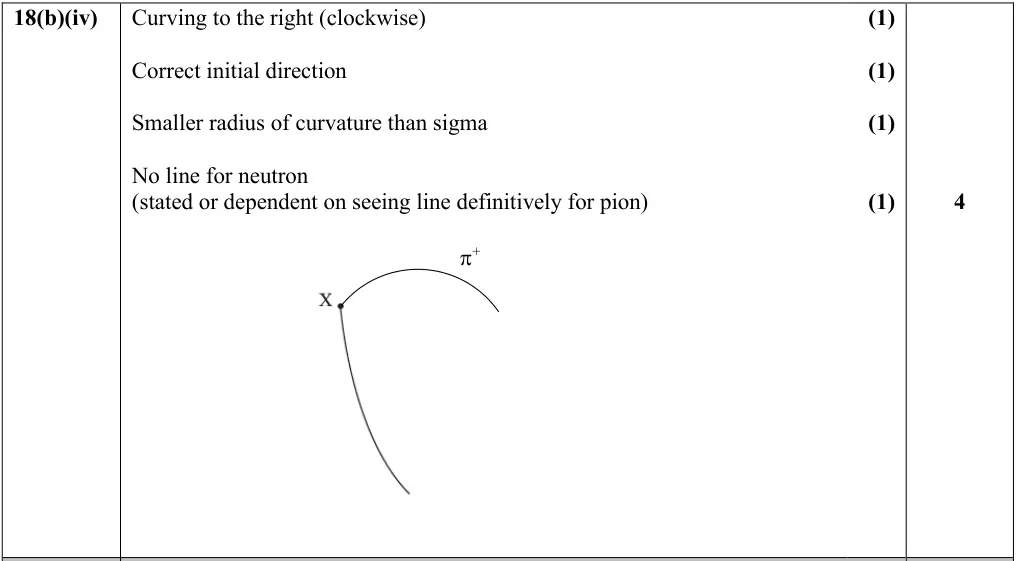 18(b)(iv) Curving to the right (clockwise) (1)
Correct initial direction (1)
Smaller radius of curvature than sigma (1)
No line for neutron
(stated or dependent on seeing line definitively for pion) (1) 4
π⁺
X